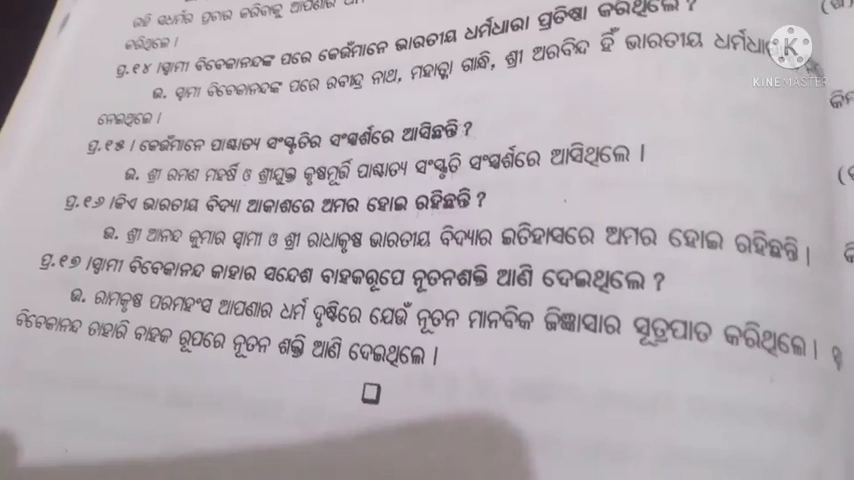 ପ୍ର.୧୪ ।ସ୍ୱାମୀ ବିବେକାନନ୍ଦଙ୍କ ପରେ କେଉଁମାନେ ଭାରତୀୟ ଧର୍ମଧାରା ପ୍ରତିଷ୍ଠା କରିଥିଲେ ?
ଉ. ସ୍ୱାମୀ ବିବେକାନନ୍ଦଙ୍କ ପରେ ରବୀନ୍ଦ୍ର ନାଥ, ମହାତ୍ମା ଗାନ୍ଧି, ଶ୍ରୀ ଅରବିନ୍ଦ ହିଁ ଭାରତୀୟ
ନେଇଥିଲେ ।
ପ୍ର.୧୫ । କେଉଁମାନେ ପାଶ୍ଚାତ୍ୟ ସଂସ୍କୃତିର ସଂସ୍ପର୍ଶରେ ଆସିଛନ୍ତି ?
ଉ. ଶ୍ରୀ ରମଣ ମହର୍ଷି ଓ ଶ୍ରୀଯୁକ୍ତ କୃଷ୍ଣମୂର୍ତ୍ତି ପାଶ୍ଚାତ୍ୟ ସଂସ୍କୃତି ସଂସ୍ପର୍ଶରେ ଆସିଥିଲେ ।
ପ୍ର.୧୬ ।କିଏ ଭାରତୀୟ ବିଦ୍ୟା ଆକାଶରେ ଅମର ହୋଇ ରହିଛନ୍ତି ?
ଉ. ଶ୍ରୀ ଆନନ୍ଦ କୁମାର ସ୍ୱାମୀ ଓ ଶ୍ରୀ ରାଧାକୃଷ୍ଣ ଭାରତୀୟ ବିଦ୍ୟାର ଇତିହାସରେ ଅମର ହୋଇ ରହିଛନ୍ତି ।
ପ୍ର.୧୭ ।ସ୍ୱାମୀ ବିବେକାନନ୍ଦ କାହାର ସନ୍ଦେଶ ବାହକରୂପେ ନୂତନଶକ୍ତି ଆଣି ଦେଇଥିଲେ ?
ଉ. ରାମକୃଷ୍ଣ ପରମହଂସ ଆପଣାର ଧର୍ମ ଦୃଷ୍ଟିରେ ଯେଉଁ ନୂତନ ମାନବିକ ଜିଜ୍ଞାସାର ସୂତ୍ରପାତ କରିଥିଲେ ।
ବିବେକାନନ୍ଦ ତାହାରି ବାହକ ରୂପରେ ନୂତନ ଶକ୍ତି ଆଣି ଦେଇଥିଲେ ।
KINEMASTER